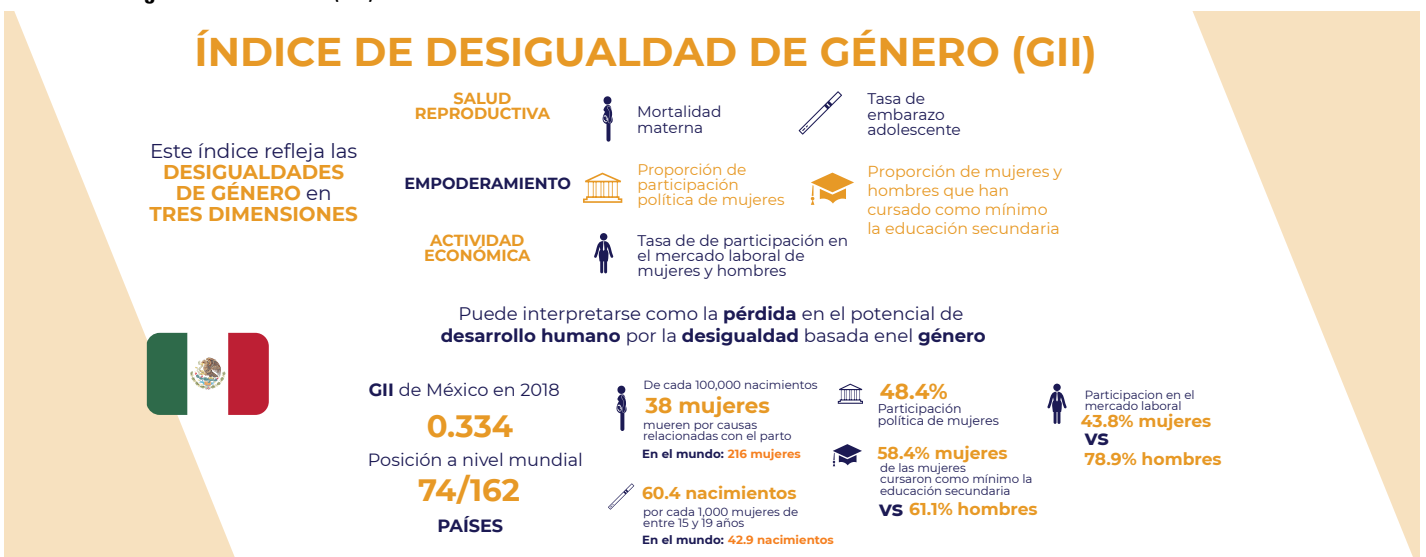 ÍNDICE DE DESIGUALDAD DE GÉNERO (GII)
Este índice refleja las
DESIGUALDADES
DE GÉNERO en
TRES DIMENSIONES
SALUD
REPRODUCTIVA
Mortalidad
materna
Tasa de
embarazo
adolescente
EMPODERAMIENTO
Proporción de
participación
política de mujeres
Proporción de mujeres y
hombres que han
cursado como mínimo
la educación secundaria
ACTIVIDAD
ECONÓMICA
Tasa de de participación en
el mercado laboral de
mujeres y hombres
Puede interpretarse como la pérdida en el potencial de
desarrollo humano por la desigualdad basada enel género
GII de México en 2018
0.334
Posición a nivel mundial
74/162
PAÍSES
De cada 100,000 nacimientos
38 mujeres
mueren por causas
relacionadas con el parto
En el mundo: 216 mujeres
60.4 nacimientos
por cada 1,000 mujeres de
entre 15 y 19 años
En el mundo: 42.9 nacimientos
48.4%
Participación
política de mujeres
58.4% mujeres
de las mujeres
cursaron como mínimo la
educación secundaria
VS 61.1% hombres
Participacion en el
mercado laboral
43.8% mujeres
VS
78.9% hombres